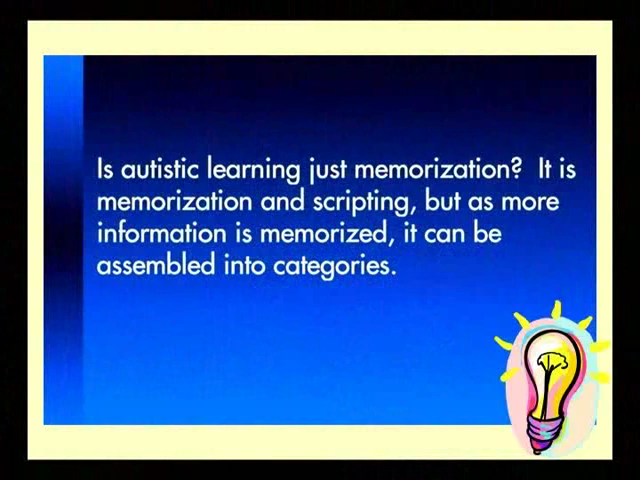 Is autistic learning just memorization?  It is
memorization and scripting, but as more
information is memorized, it can be
assembled into categories.